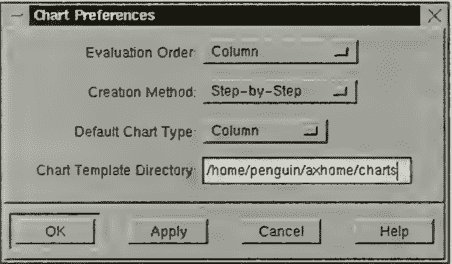 Chart Preferences
Evaluation Order: Column
Creation Method: Step-by-Step
Default Chart Type: Column
Chart Template Directory: /home/penguin/axhome/charts
OK Apply Cancel Help